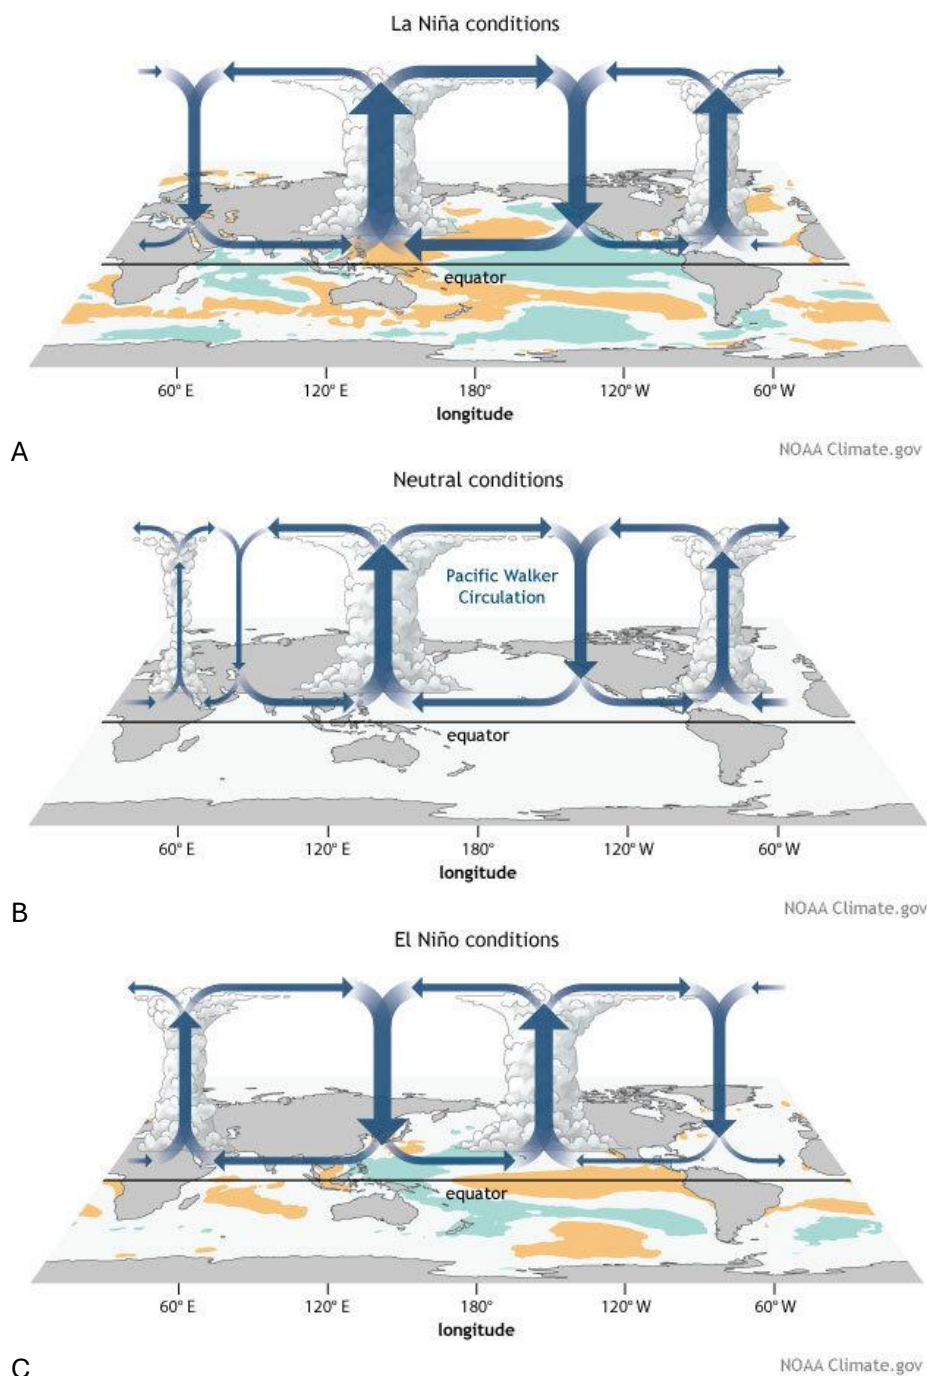 La Niña conditions
equator
60° E 120° E 180° 120° W 60° W
longitude
A
NOAA Climate.gov
Neutral conditions
Pacific Walker
Circulation
equator
60° E 120° E 180° 120° W 60° W
longitude
B
NOAA Climate.gov
El Niño conditions
equator
60° E 120° E 180° 120° W 60° W
longitude
C
NOAA Climate.gov